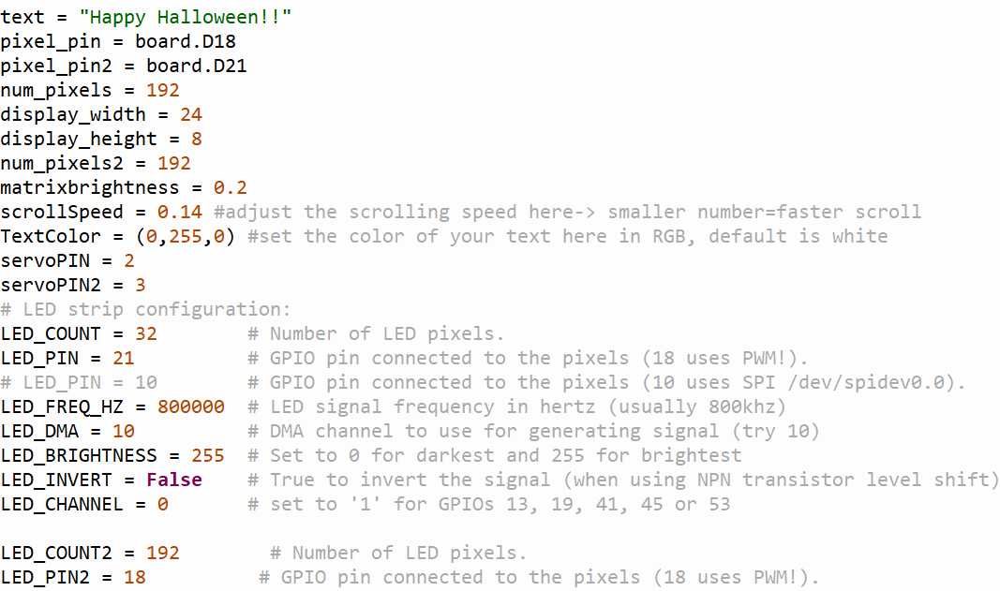 text = "Happy Halloween!!"
pixel_pin = board.D18
pixel_pin2 = board.D21
num_pixels = 192
display_width = 24
display_height = 8
num_pixels2 = 192
matrixbrightness = 0.2
scrollSpeed = 0.14 #adjust the scrolling speed here-> smaller number=faster scroll
TextColor = (0,255,0) #set the color of your text here in RGB, default is white
servoPIN = 2
servoPIN2 = 3
# LED strip configuration:
LED_COUNT = 32        # Number of LED pixels.
LED_PIN = 21          # GPIO pin connected to the pixels (18 uses PWM!).
# LED_PIN = 10        # GPIO pin connected to the pixels (10 uses SPI /dev/spidev0.0).
LED_FREQ_HZ = 800000  # LED signal frequency in hertz (usually 800khz)
LED_DMA = 10          # DMA channel to use for generating signal (try 10)
LED_BRIGHTNESS = 255  # Set to 0 for darkest and 255 for brightest
LED_INVERT = False    # True to invert the signal (when using NPN transistor level shift)
LED_CHANNEL = 0       # set to '1' for GPIOs 13, 19, 41, 45 or 53

LED_COUNT2 = 192        # Number of LED pixels.
LED_PIN2 = 18          # GPIO pin connected to the pixels (18 uses PWM!).